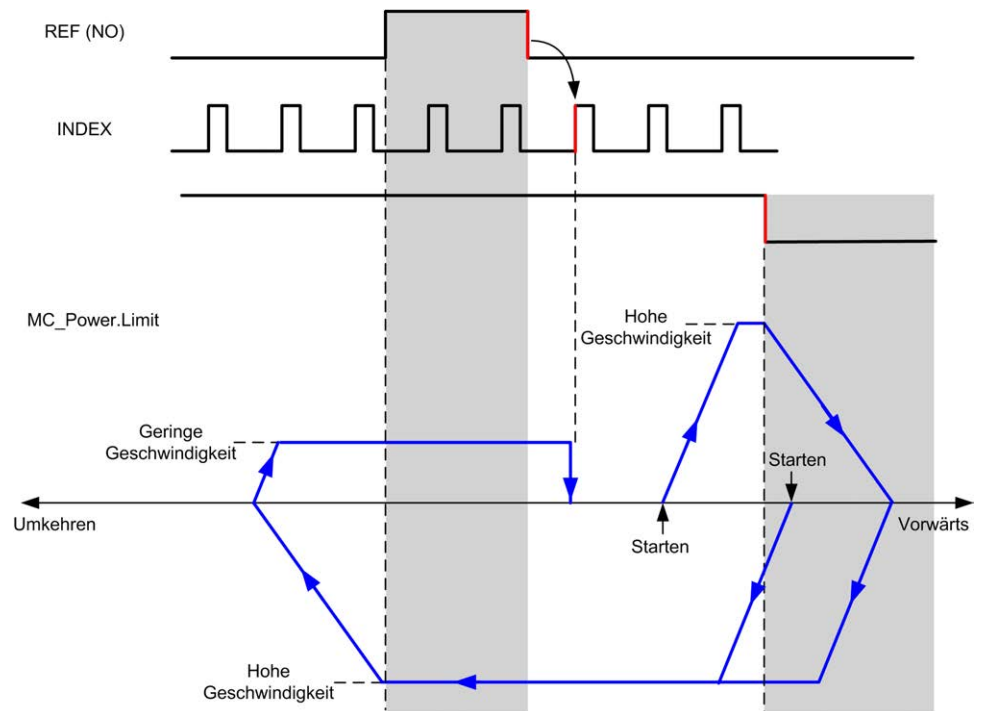 REF (NO)
INDEX
MC_Power.Limit
Hohe
Geschwindigkeit
Geringe
Geschwindigkeit
Starten
Umkehren
Vorwärts
Starten
Hohe
Geschwindigkeit